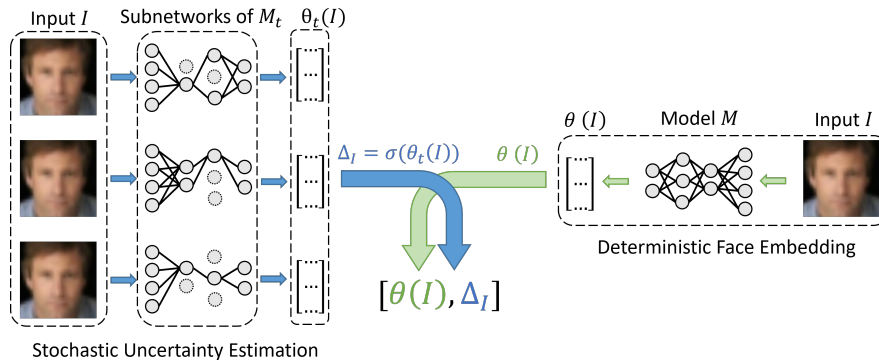 Input I
Subnetworks of M_t
θ_t(I)
[...
...
...]
[...
...
...]
[...
...
...]
Stochastic Uncertainty Estimation
Δ_I = σ(θ_t(I))
θ (I)
[θ(I), Δ_I]
θ (I)
Model M
Input I
[...
...
...]
Deterministic Face Embedding